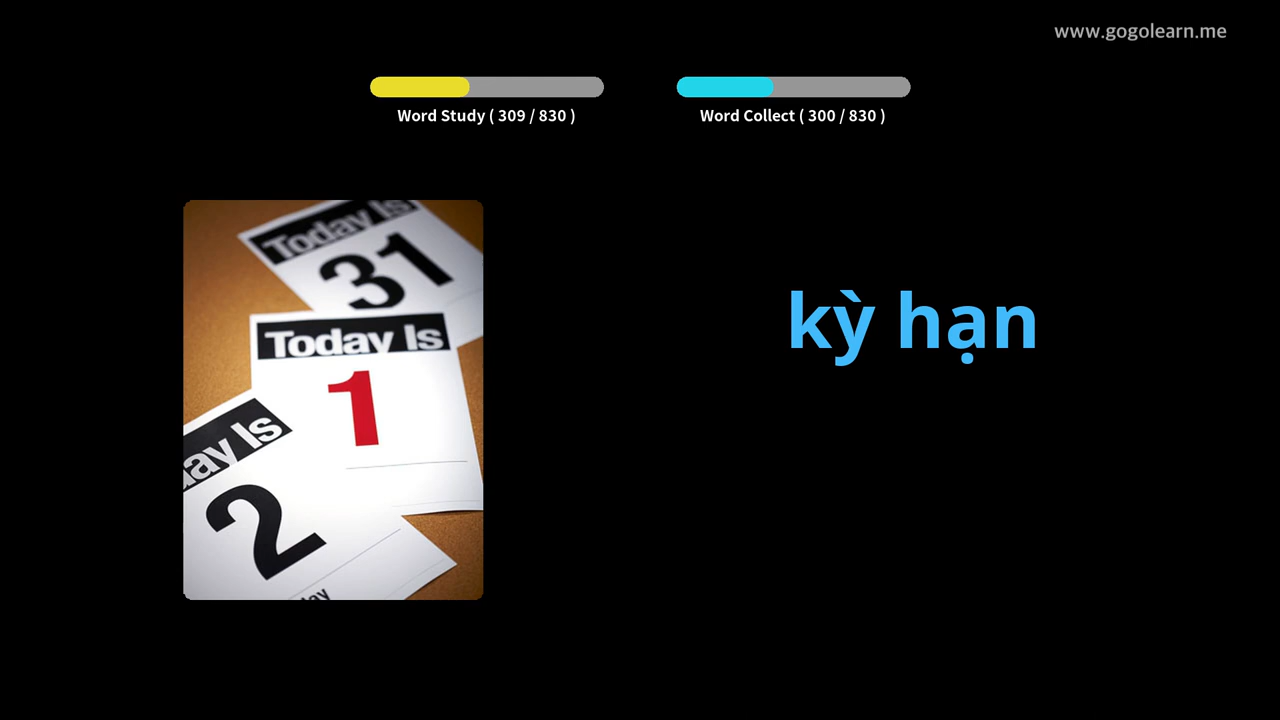 www.gogolearn.me
Word Study ( 309 / 830 )
Word Collect ( 300 / 830 )
Today Is
31
Today Is
1
ay Is
2
day
kỳ hạn